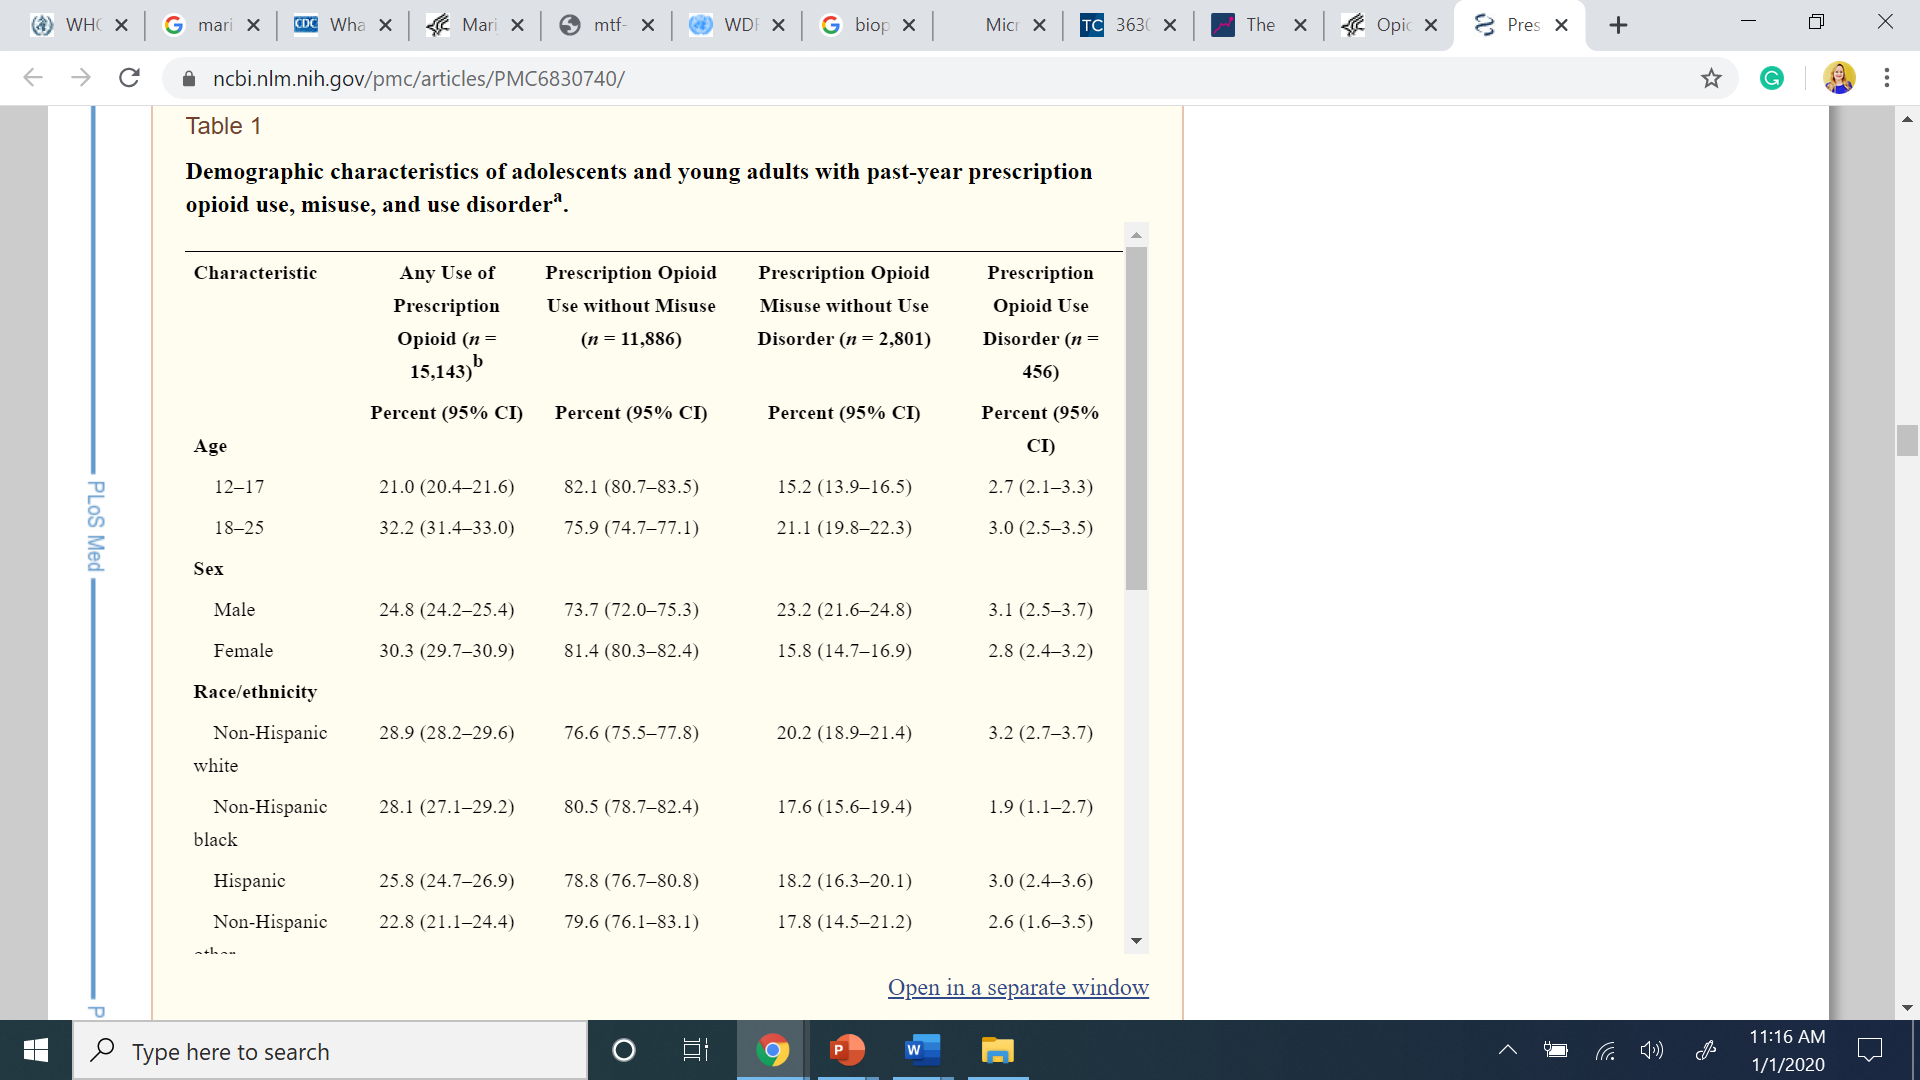 WHO
mari
CDC Wha
Mari
mtf-
WDR
biop
Micr
TC 3630
The
Opic
Pres
ncbi.nlm.nih.gov/pmc/articles/PMC6830740/
G
PLoS Med
P
Table 1
Demographic characteristics of adolescents and young adults with past-year prescription
opioid use, misuse, and use disorderᵃ.
Characteristic Any Use of Prescription Opioid Prescription Opioid Prescription
Prescription Use without Misuse Misuse without Use Opioid Use
Opioid (n = (n = 11,886) Disorder (n = 2,801) Disorder (n =
15,143)ᵇ 456)
Percent (95% CI) Percent (95% CI) Percent (95% CI) Percent (95%
Age CI)
12–17 21.0 (20.4–21.6) 82.1 (80.7–83.5) 15.2 (13.9–16.5) 2.7 (2.1–3.3)
18–25 32.2 (31.4–33.0) 75.9 (74.7–77.1) 21.1 (19.8–22.3) 3.0 (2.5–3.5)
Sex
Male 24.8 (24.2–25.4) 73.7 (72.0–75.3) 23.2 (21.6–24.8) 3.1 (2.5–3.7)
Female 30.3 (29.7–30.9) 81.4 (80.3–82.4) 15.8 (14.7–16.9) 2.8 (2.4–3.2)
Race/ethnicity
Non-Hispanic 28.9 (28.2–29.6) 76.6 (75.5–77.8) 20.2 (18.9–21.4) 3.2 (2.7–3.7)
white
Non-Hispanic 28.1 (27.1–29.2) 80.5 (78.7–82.4) 17.6 (15.6–19.4) 1.9 (1.1–2.7)
black
Hispanic 25.8 (24.7–26.9) 78.8 (76.7–80.8) 18.2 (16.3–20.1) 3.0 (2.4–3.6)
Non-Hispanic 22.8 (21.1–24.4) 79.6 (76.1–83.1) 17.8 (14.5–21.2) 2.6 (1.6–3.5)
other
Open in a separate window
Type here to search
P
W
11:16 AM
1/1/2020